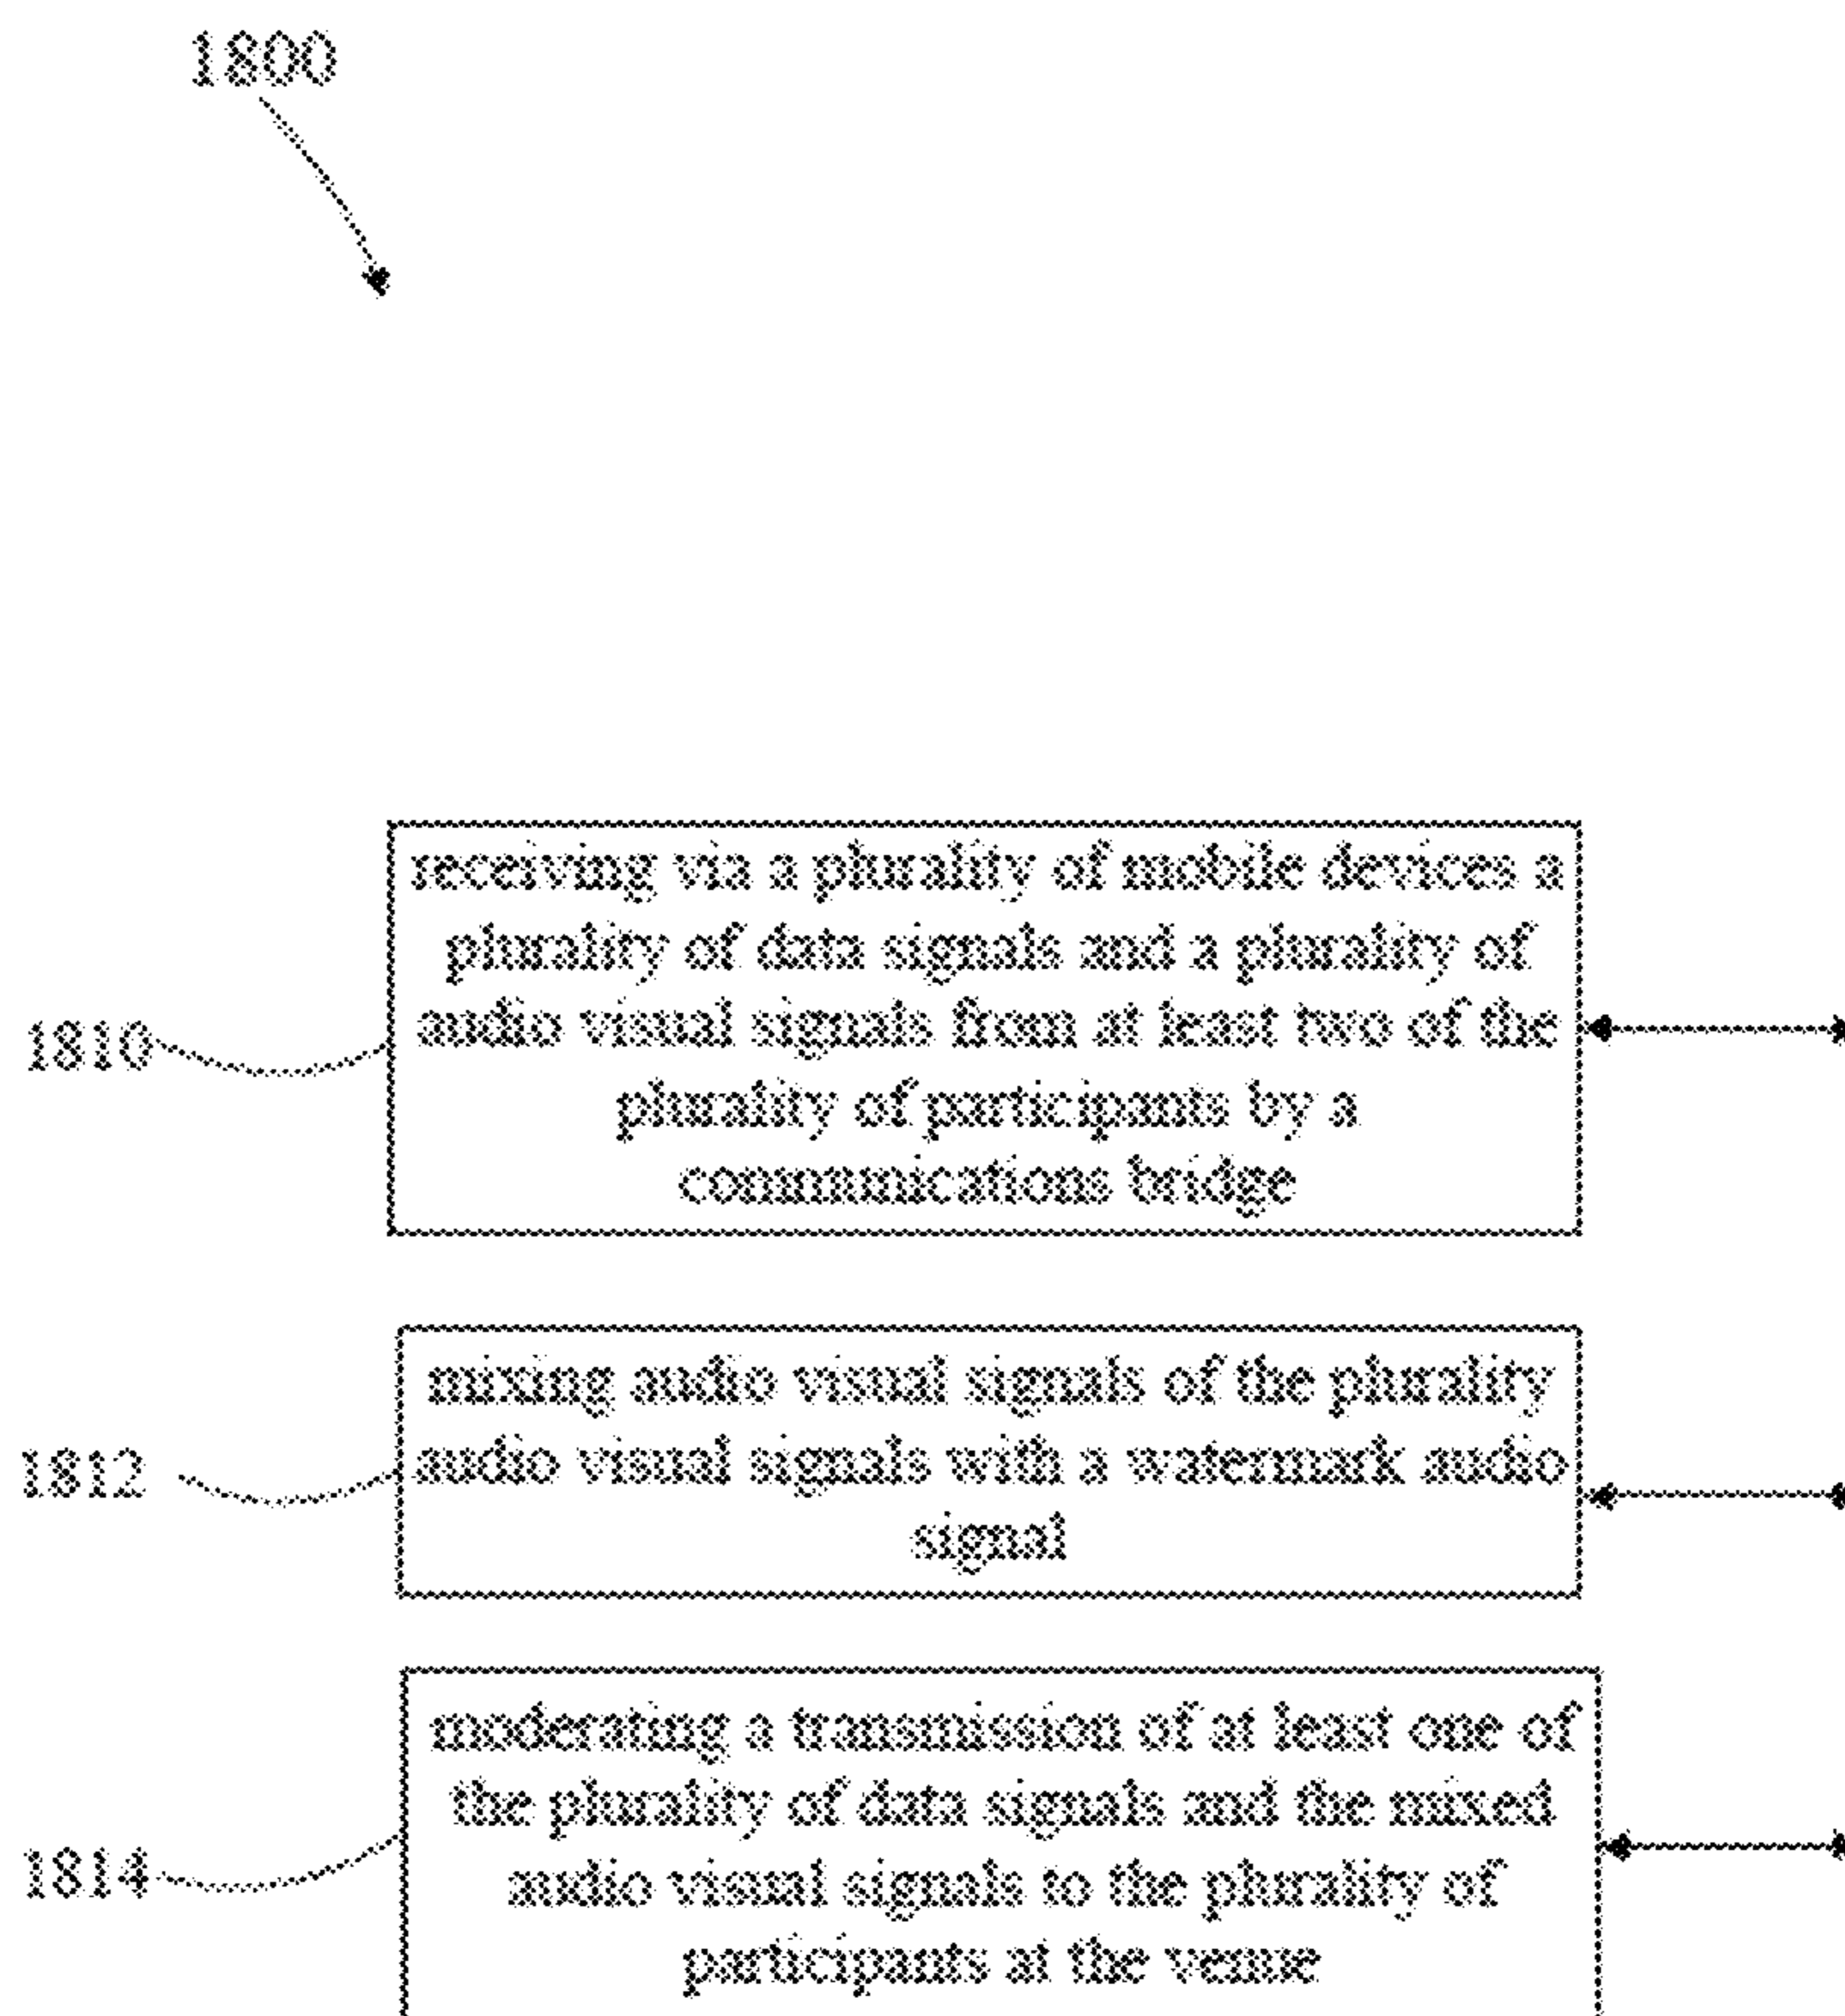 1800
receiving via a plurality of mobile devices a
plurality of data signals and a plurality of
audio visual signals from at least two of the
1810
plurality of participants by a
communications bridge
mixing audio visual signals of the plurality
audio visual signals with a watermark audio
1812
signal
moderating a transmission of at least one of
the plurality of data signals and the mixed
1814
audio visual signals to the plurality of
participants at the venue